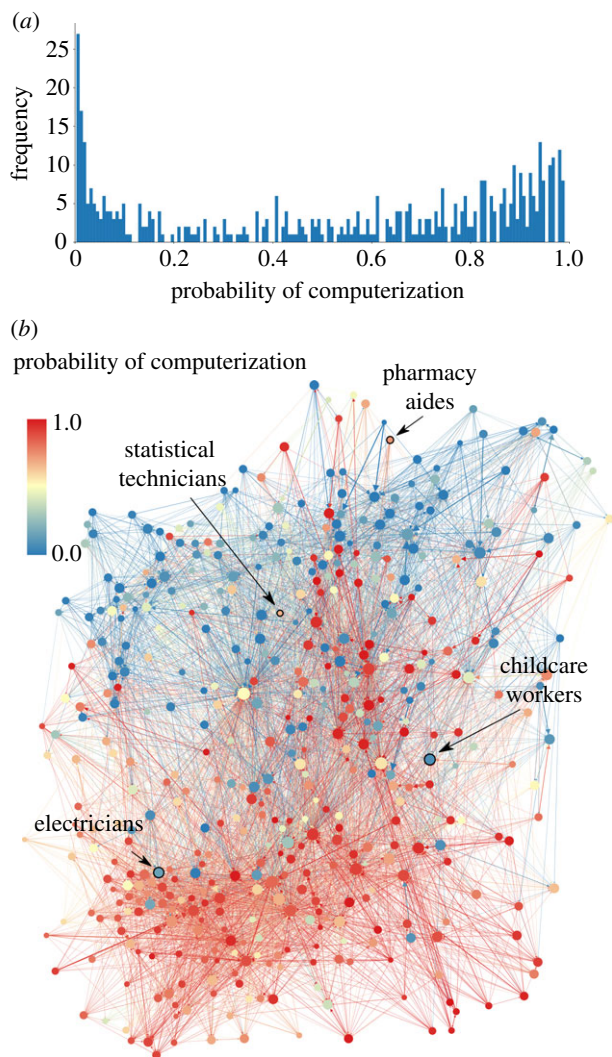 (a)
25
20
15
10
5
0
frequency
0 0.2 0.4 0.6 0.8 1.0
probability of computerization
(b)
probability of computerization
1.0
0.0
pharmacy
aides
statistical
technicians
childcare
workers
electricians